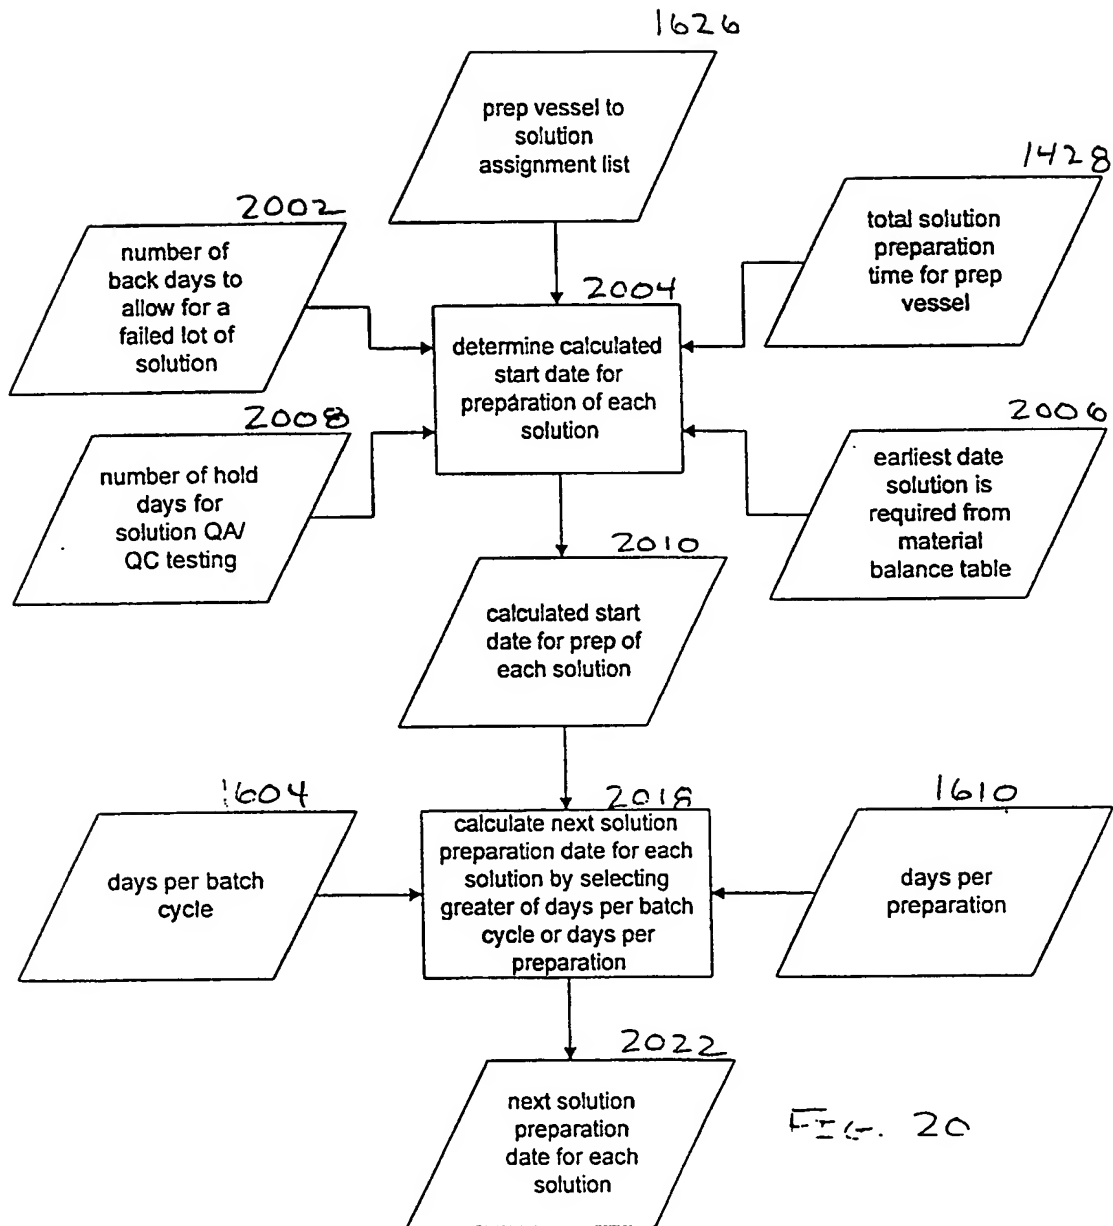 1626
prep vessel to
solution
assignment list
1428
total solution
preparation
time for prep
vessel
2002
number of
back days to
allow for a
failed lot of
solution
2004
determine calculated
start date for
preparation of each
solution
2008
number of hold
days for
solution QA/
QC testing
2006
earliest date
solution is
required from
material
balance table
2010
calculated start
date for prep of
each solution
1604
days per batch
cycle
2018
calculate next solution
preparation date for each
solution by selecting
greater of days per batch
cycle or days per
preparation
1610
days per
preparation
2022
next solution
preparation
date for each
solution
FIG. 20